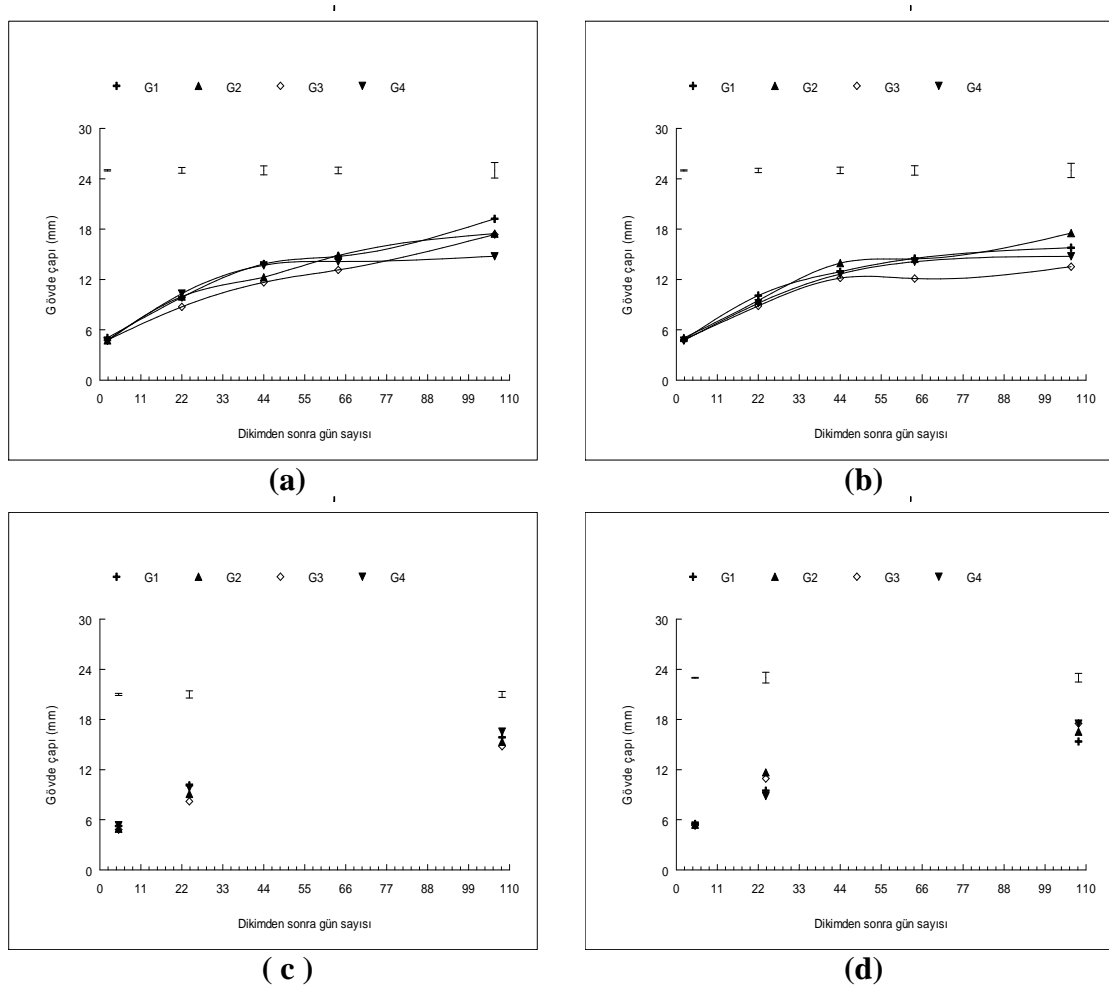 G1 G2 G3 G4
30
24
18
12
6
0
Gövde çapı (mm)
0 11 22 33 44 55 66 77 88 99 110
Dikimden sonra gün sayısı
(a)
G1 G2 G3 G4
30
24
18
12
6
0
Gövde çapı (mm)
0 11 22 33 44 55 66 77 88 99 110
Dikimden sonra gün sayısı
(b)
G1 G2 G3 G4
30
24
18
12
6
0
Gövde çapı (mm)
0 11 22 33 44 55 66 77 88 99 110
Dikimden sonra gün sayısı
( c )
G1 G2 G3 G4
30
24
18
12
6
0
Gövde çapı (mm)
0 11 22 33 44 55 66 77 88 99 110
Dikimden sonra gün sayısı
(d)